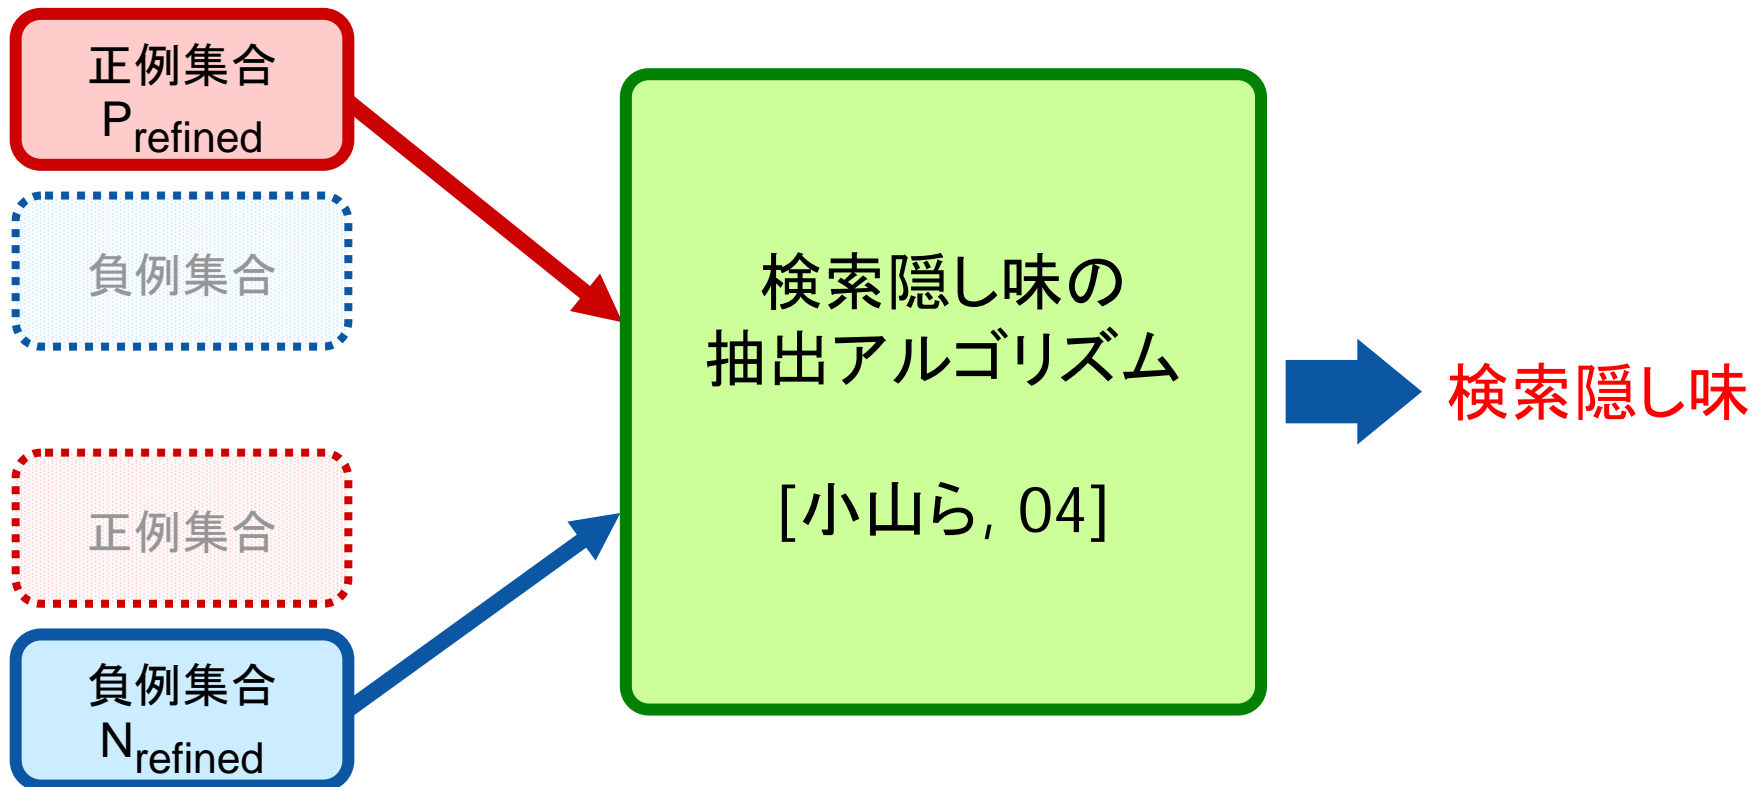 正例集合
P refined
負例集合
正例集合
負例集合
N refined
検索隠し味の
抽出アルゴリズム
[小山ら, 04]
検索隠し味